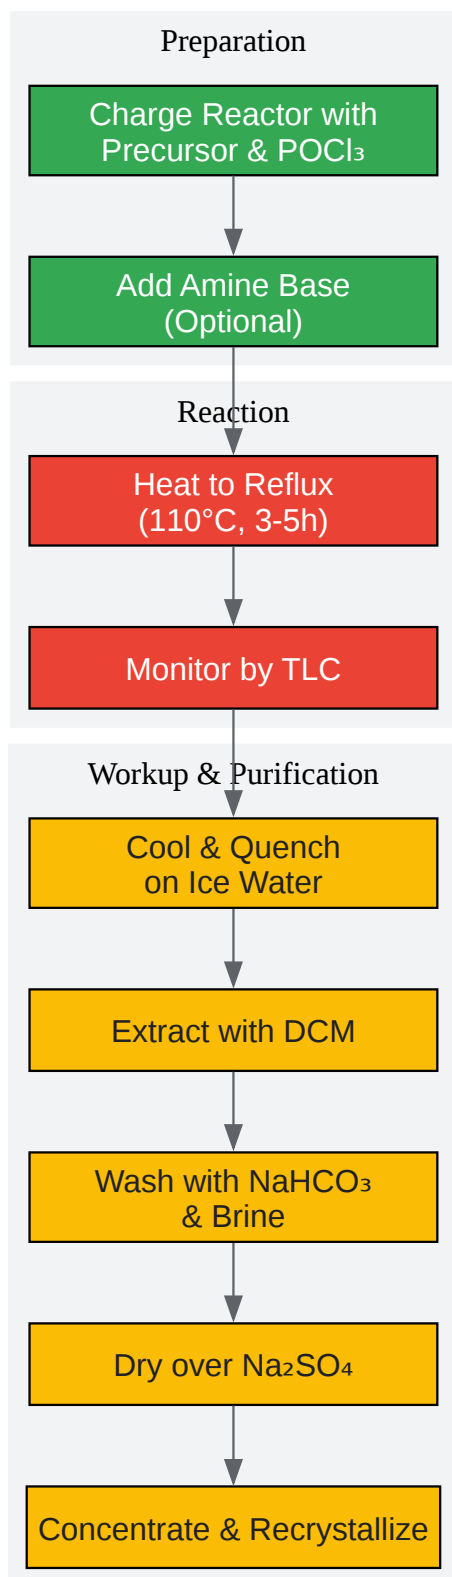 Preparation
Charge Reactor with
Precursor & POCl₃
Add Amine Base
(Optional)
Reaction
Heat to Reflux
(110°C, 3-5h)
Monitor by TLC
Workup & Purification
Cool & Quench
on Ice Water
Extract with DCM
Wash with NaHCO₃
& Brine
Dry over Na₂SO₄
Concentrate & Recrystallize